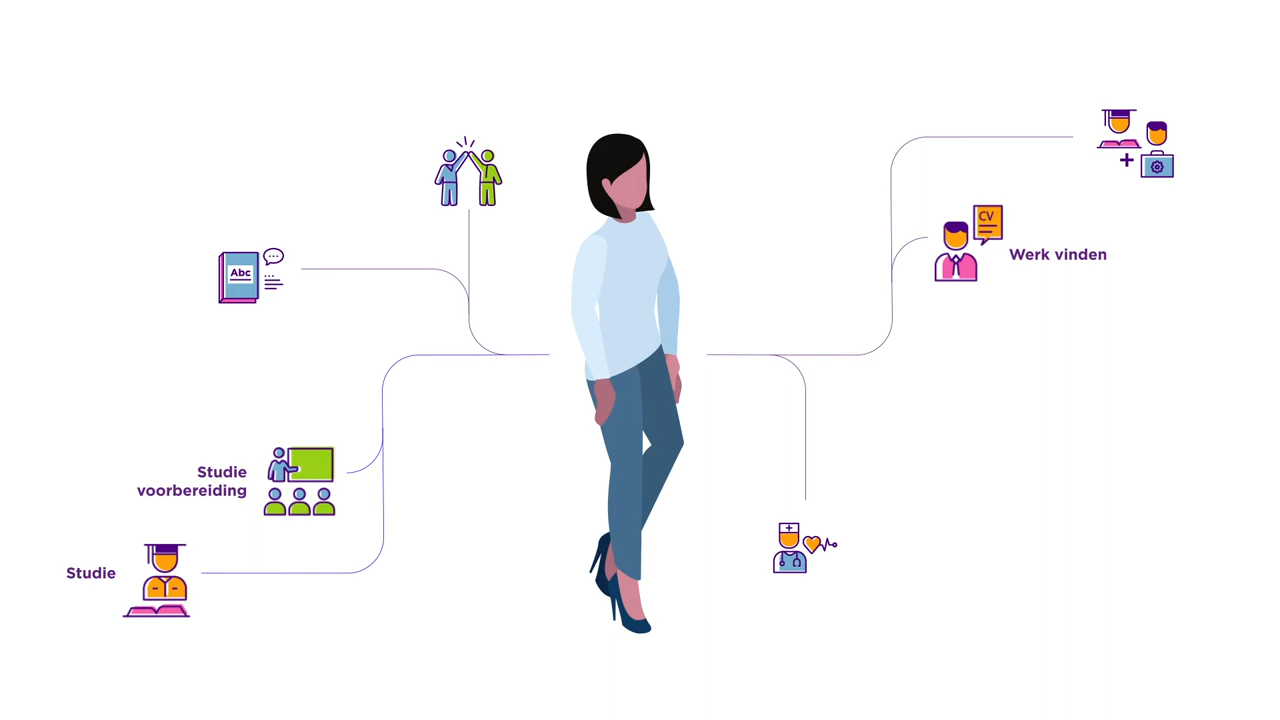 Abc
CV
Werk vinden
Studie
voorbereiding
Studie